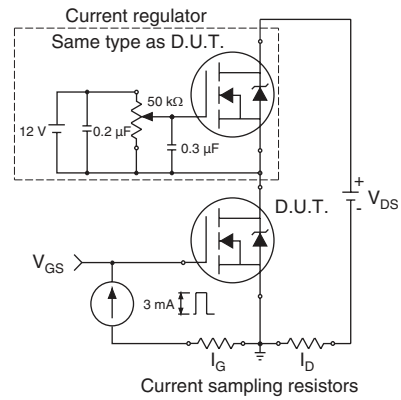 Current regulator
Same type as D.U.T.
50 kΩ
12 V
0.2 µF
0.3 µF
D.U.T.
+
V_DS
-
V_GS
3 mA
I_G
I_D
Current sampling resistors